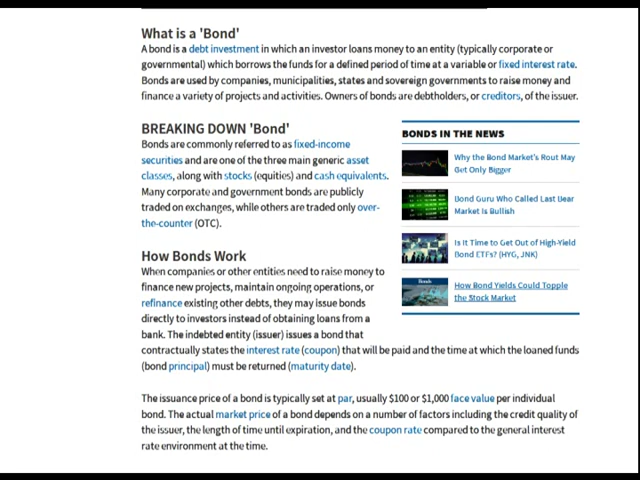 What is a 'Bond'
A bond is a debt investment in which an investor loans money to an entity (typically corporate or
governmental) which borrows the funds for a defined period of time at a variable or fixed interest rate.
Bonds are used by companies, municipalities, states and sovereign governments to raise money and
finance a variety of projects and activities. Owners of bonds are debtholders, or creditors, of the issuer.
BREAKING DOWN 'Bond'
Bonds are commonly referred to as fixed-income
securities and are one of the three main generic asset
classes, along with stocks (equities) and cash equivalents.
Many corporate and government bonds are publicly
traded on exchanges, while others are traded only over-
the-counter (OTC).
How Bonds Work
When companies or other entities need to raise money to
finance new projects, maintain ongoing operations, or
refinance existing other debts, they may issue bonds
directly to investors instead of obtaining loans from a
bank. The indebted entity (issuer) issues a bond that
contractually states the interest rate (coupon) that will be paid and the time at which the loaned funds
(bond principal) must be returned (maturity date).
The issuance price of a bond is typically set at par, usually $100 or $1,000 face value per individual
bond. The actual market price of a bond depends on a number of factors including the credit quality of
the issuer, the length of time until expiration, and the coupon rate compared to the general interest
rate environment at the time.
BONDS IN THE NEWS
Why the Bond Market's Rout May
Get Only Bigger
Bond Guru Who Called Last Bear
Market Is Bullish
Is It Time to Get Out of High-Yield
Bond ETFs? (HYG, JNK)
Bonds
How Bond Yields Could Topple
the Stock Market